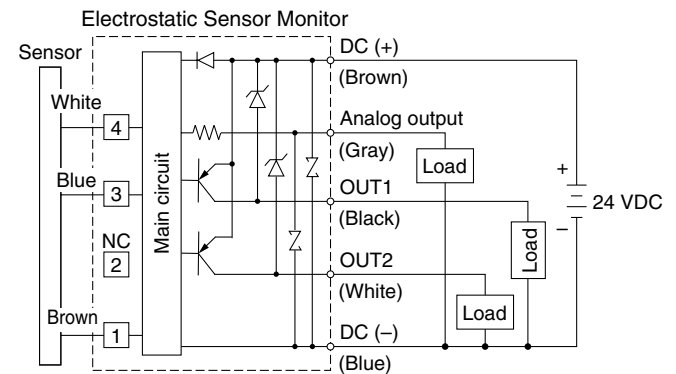 Electrostatic Sensor Monitor
Sensor
DC (+)
(Brown)
White
4
Analog output
(Gray)
Load
Main circuit
Blue
3
OUT1
(Black)
+
24 VDC
–
Load
NC
2
OUT2
(White)
Load
Brown
1
DC (–)
(Blue)